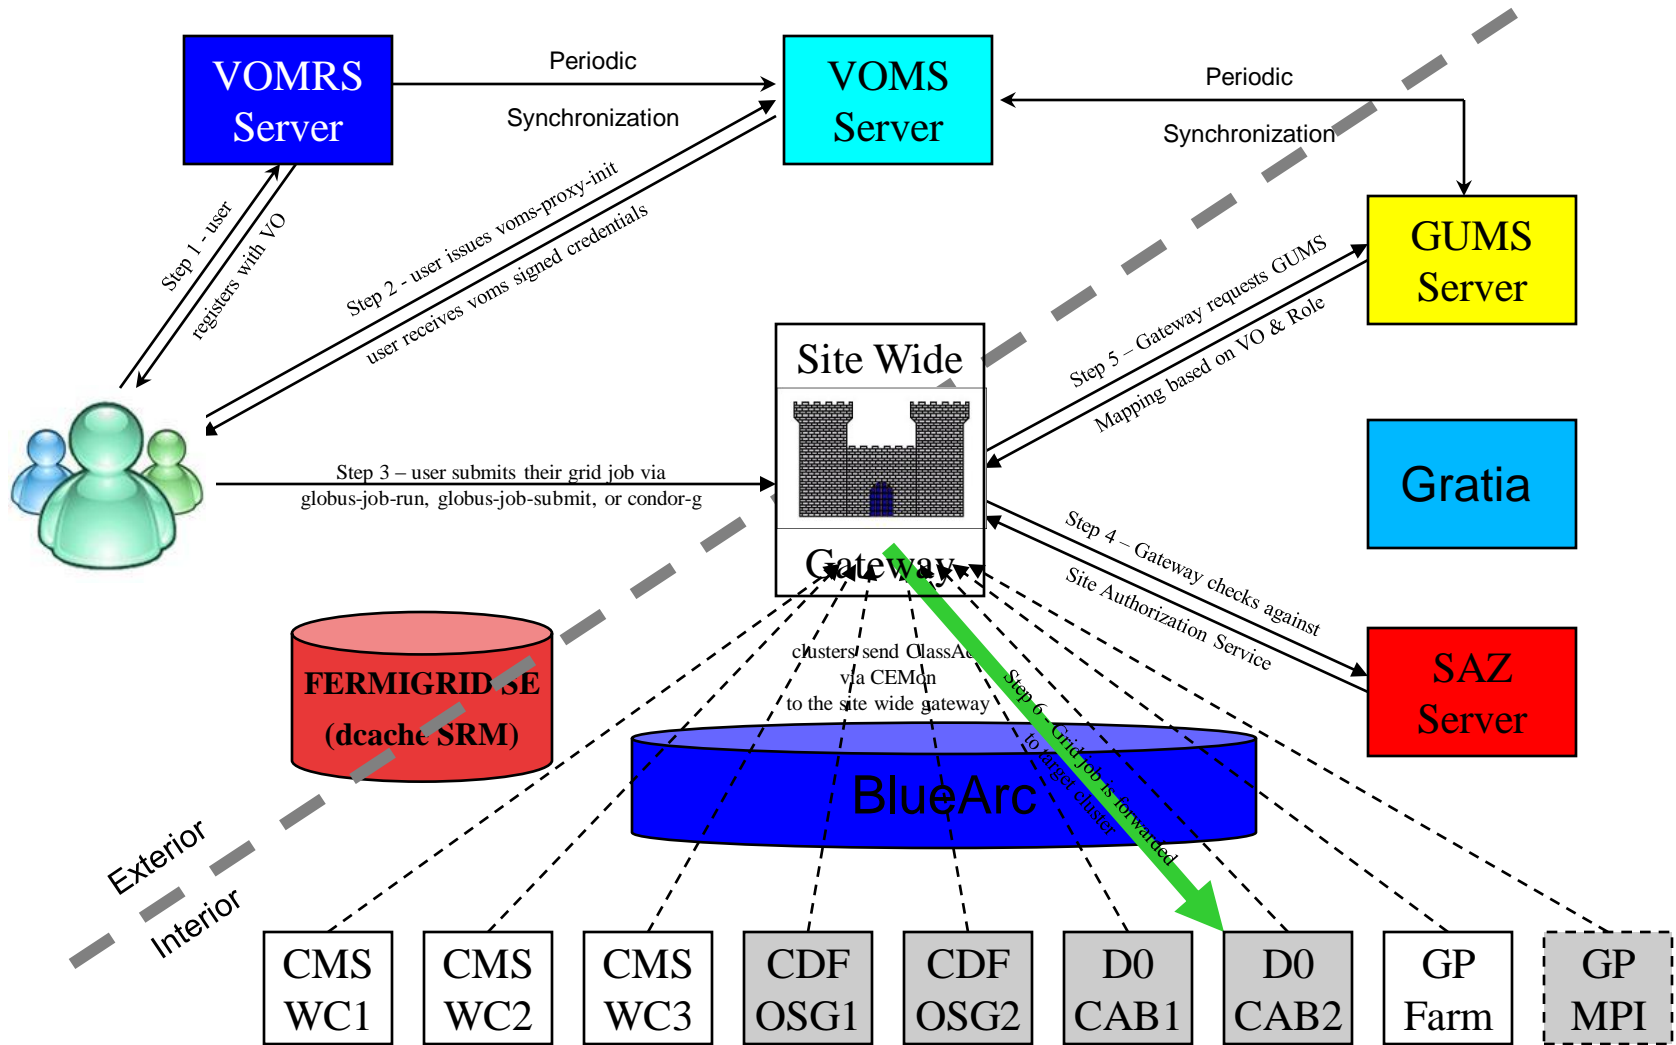 VOMRS
Server
Periodic
Synchronization
VOMS
Server
Periodic
Synchronization
GUMS
Server
Step 1 - user
registers with VO
Step 2 - user issues voms-proxy-init
user receives voms signed credentials
Step 5 – Gateway requests GUMS
Mapping based on VO & Role
Site Wide
Gateway
Step 3 – user submits their grid job via
globus-job-run, globus-job-submit, or condor-g
Gratia
Step 4 – Gateway checks against
Site Authorization Service
SAZ
Server
FERMIGRID SE
(dcache SRM)
clusters send ClassAd
via CEMon
to the site wide gateway
Step 6 - Grid job is forwarded
to target cluster
BlueArc
Exterior
Interior
CMS
WC1
CMS
WC2
CMS
WC3
CDF
OSG1
CDF
OSG2
D0
CAB1
D0
CAB2
GP
Farm
GP
MPI